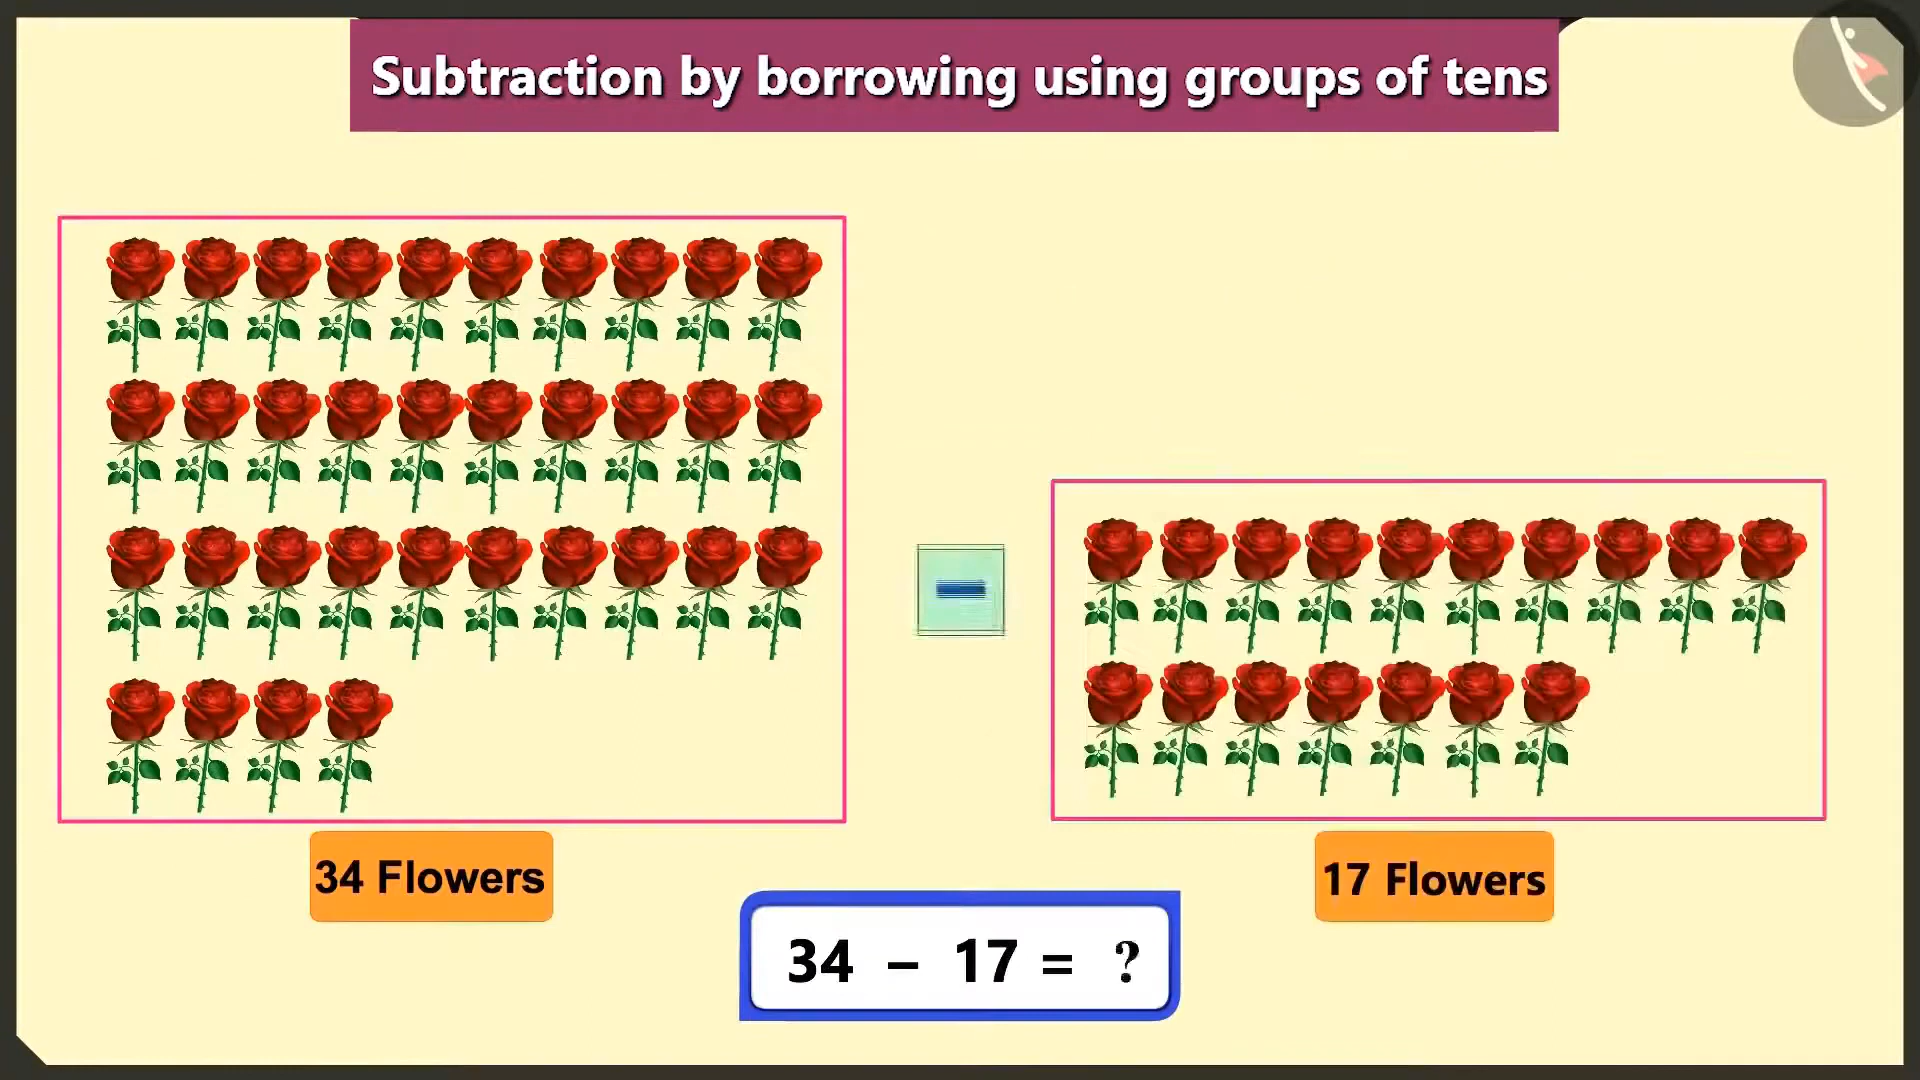 Subtraction by borrowing using groups of tens
34 Flowers
17 Flowers
34 – 17 = ?